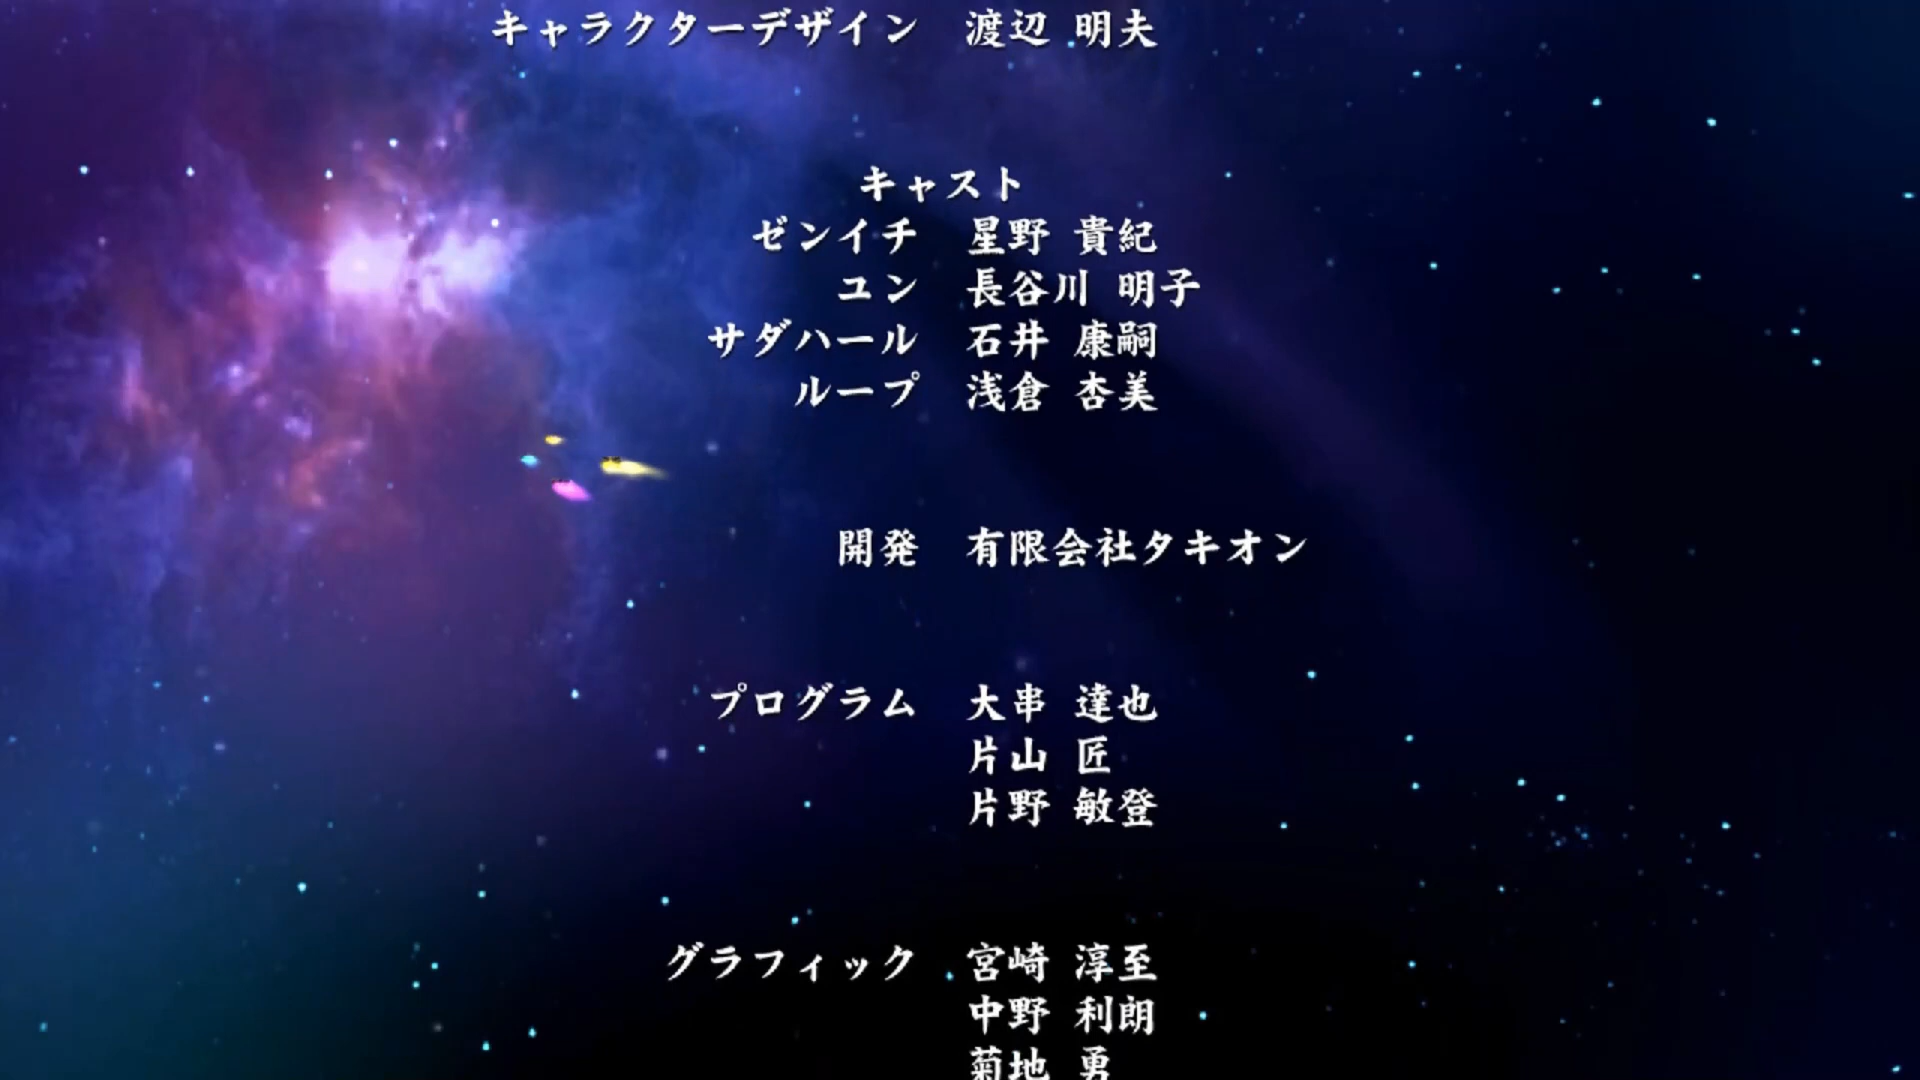 キャラクターデザイン 渡辺 明夫
キャスト
ゼンイチ 星野 貴紀
ユン 長谷川 明子
サダハール 石井 康嗣
ループ 浅倉 杏美
開発 有限会社タキオン
プログラム 大串 達也
片山 匠
片野 敏登
グラフィック 宮崎 淳至
中野 利朗
菊地 勇